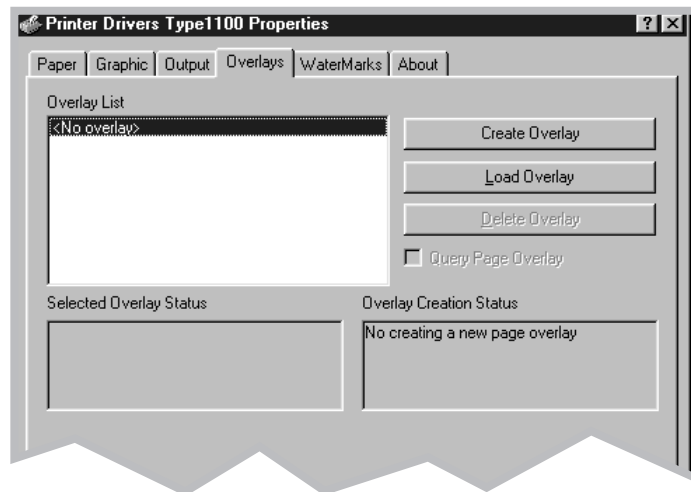 Printer Drivers Type1100 Properties
Paper Graphic Output Overlays WaterMarks About
Overlay List
<No overlay>
Create Overlay
Load Overlay
Delete Overlay
Query Page Overlay
Selected Overlay Status
Overlay Creation Status
No creating a new page overlay